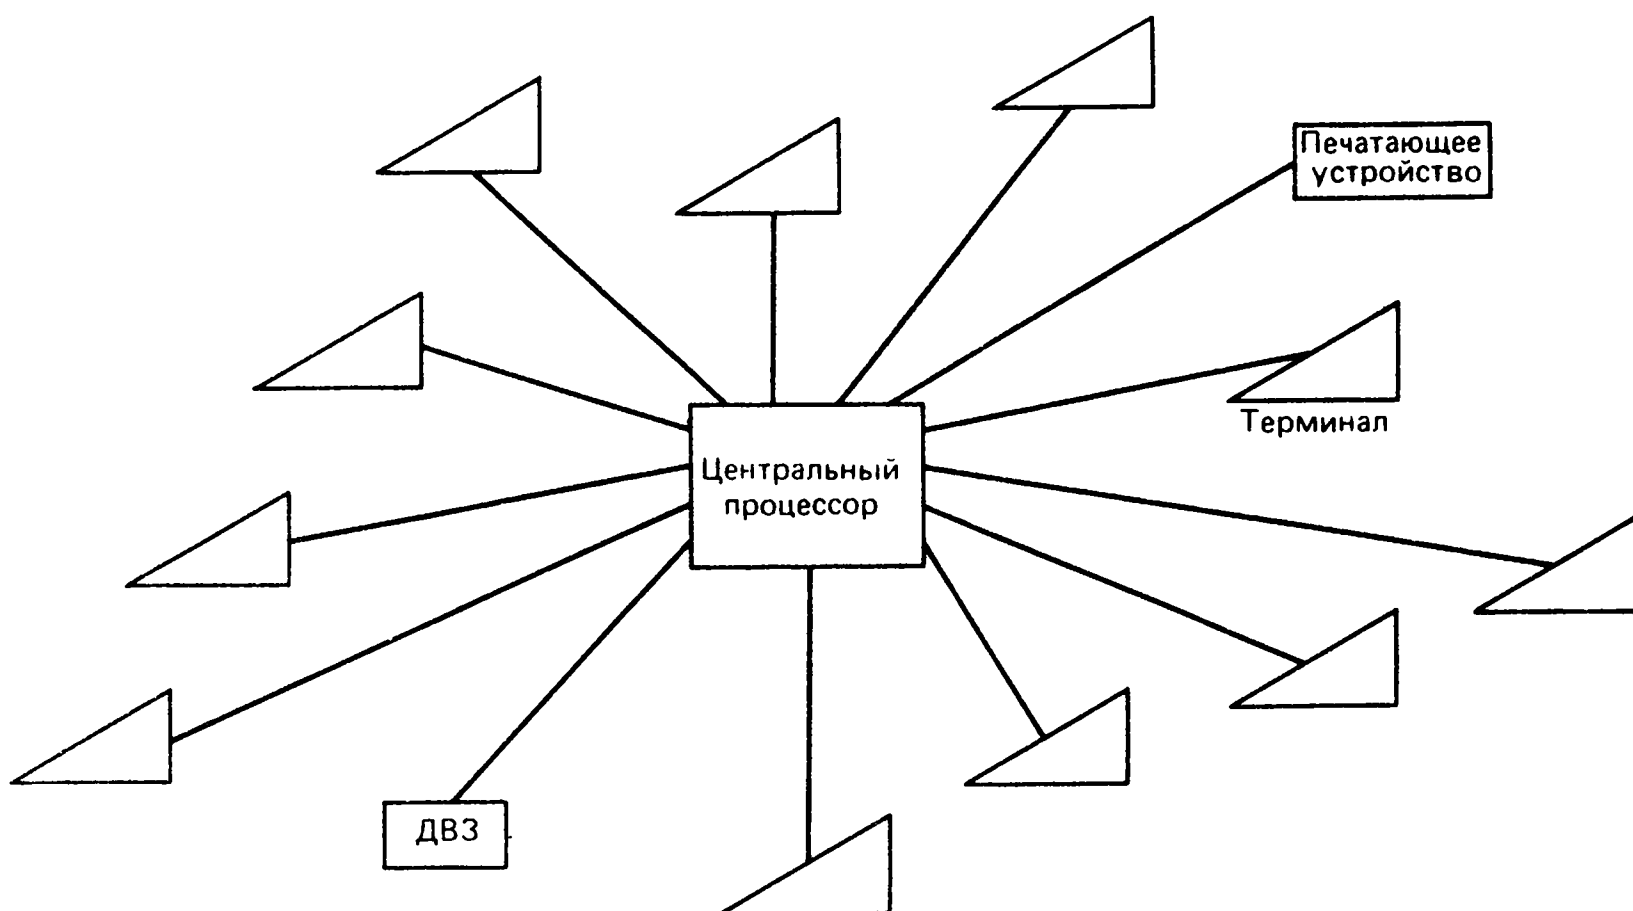 Печатающее
устройство
Терминал
Центральный
процессор
ДВЗ